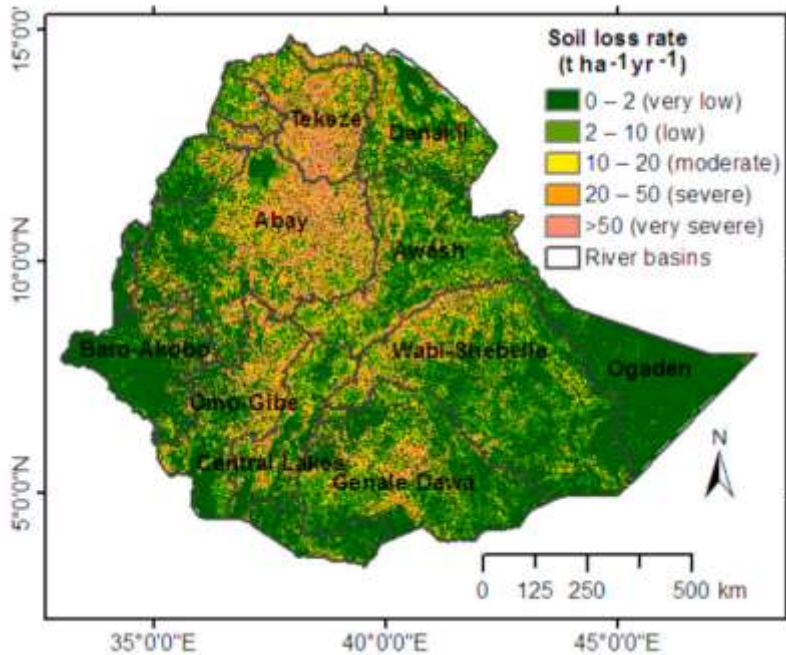 15°0'0"
10°0'0"N
5°0'0"N
Soil loss rate
(t ha-1 yr-1)
0 – 2 (very low)
2 – 10 (low)
10 – 20 (moderate)
20 – 50 (severe)
>50 (very severe)
River basins
Tekeze
Denakil
Abay
Awash
Baro-Akobo
Wabi-Shebelle
Ogaden
Omo-Gibe
Central Lakes
Genale Dawa
N
0 125 250 500 km
35°0'0"E 40°0'0"E 45°0'0"E